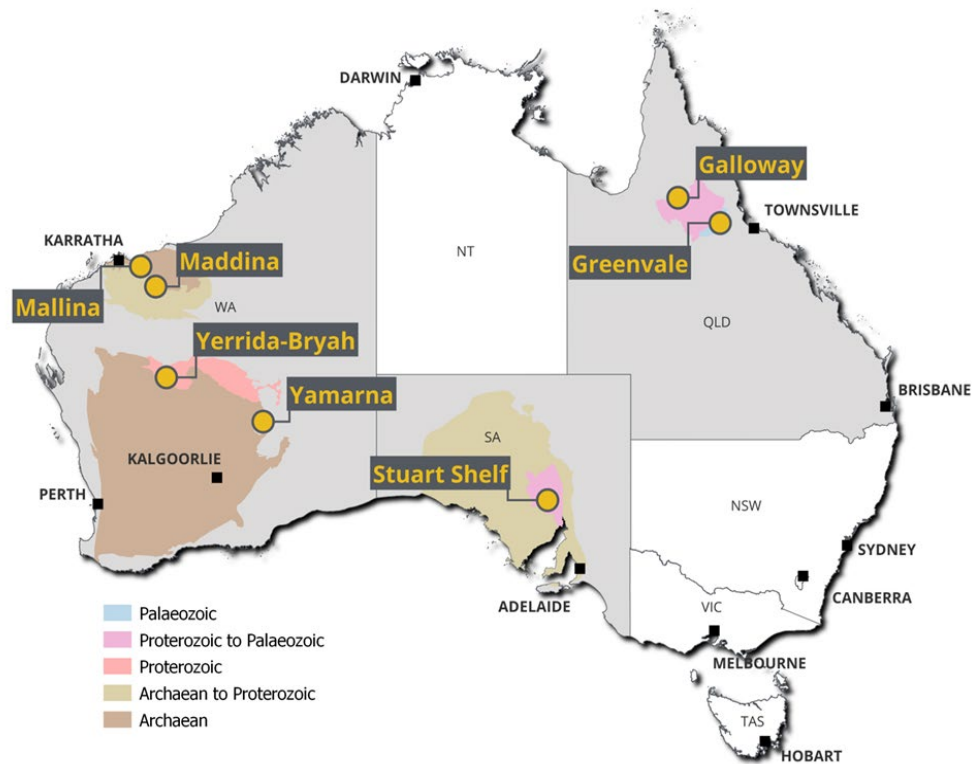 DARWIN
Galloway
TOWNSVILLE
KARRATHA
Maddina
NT
Greenvale
Mallina
WA
QLD
Yerrida-Bryah
Yamarna
BRISBANE
SA
KALGOORLIE
Stuart Shelf
PERTH
NSW
SYDNEY
CANBERRA
ADELAIDE
VIC
Palaeozoic
Proterozoic to Palaeozoic
MELBOURNE
Proterozoic
Archaean to Proterozoic
Archaean
TAS
HOBART